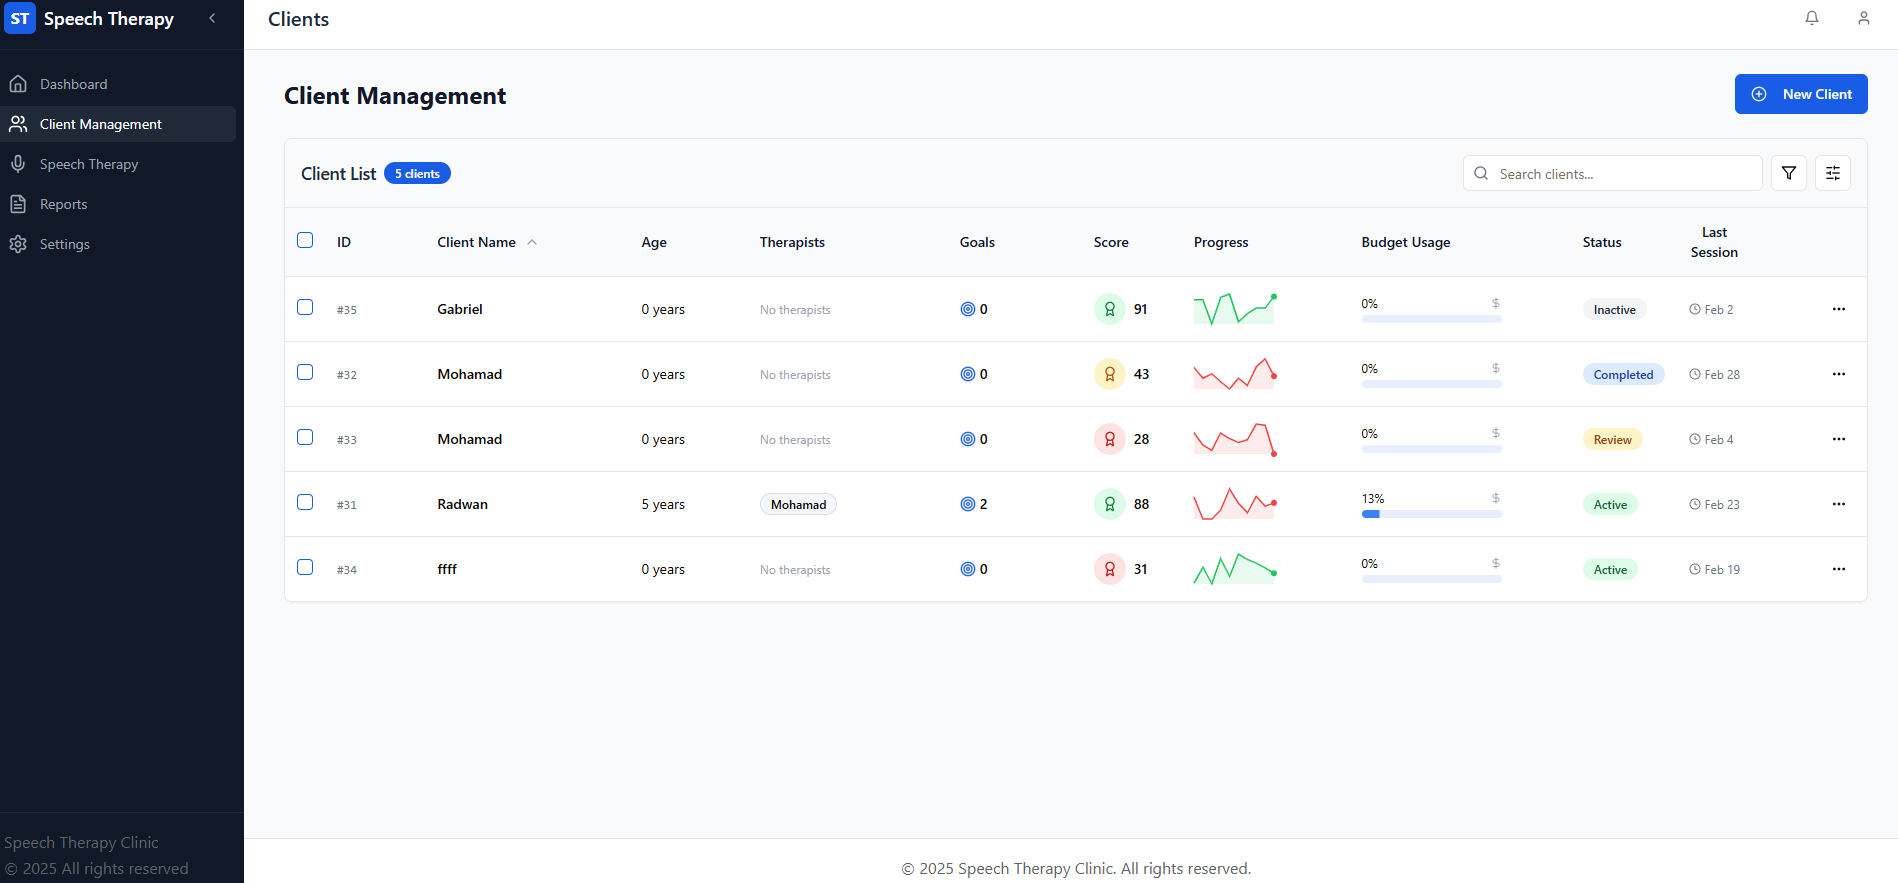 ST Speech Therapy
Clients
Dashboard
Client Management
Speech Therapy
Reports
Settings
Client Management
New Client
Client List 5 clients
Search clients...
ID Client Name Age Therapists Goals Score Progress Budget Usage Status Last Session
#35 Gabriel 0 years No therapists 0 91 0% $ Inactive Feb 2
#32 Mohamad 0 years No therapists 0 43 0% $ Completed Feb 28
#33 Mohamad 0 years No therapists 0 28 0% $ Review Feb 4
#31 Radwan 5 years Mohamad 2 88 13% $ Active Feb 23
#34 ffff 0 years No therapists 0 31 0% $ Active Feb 19
Speech Therapy Clinic
© 2025 All rights reserved
© 2025 Speech Therapy Clinic. All rights reserved.